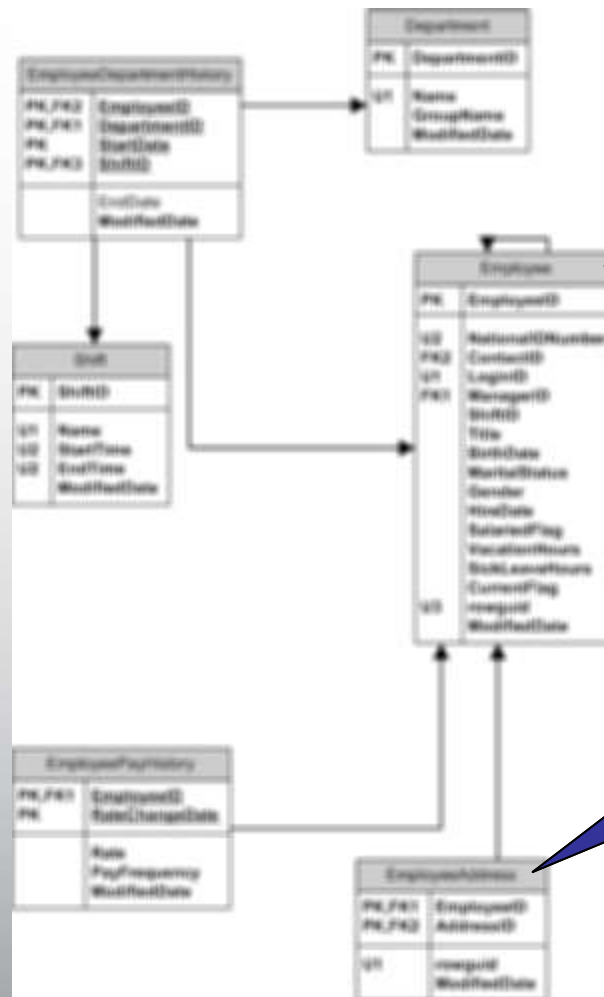 Department
PK DepartmentID
U1 Name
GroupName
ModifiedDate
EmployeeDepartmentHistory
PK,FK2 EmployeeID
PK,FK1 DepartmentID
PK StartDate
PK,FK3 ShiftID
EndDate
ModifiedDate
Employee
PK EmployeeID
U2 NationalIDNumber
FK2 ContactID
U1 LoginID
FK1 ManagerID
ShiftID
Title
BirthDate
MaritalStatus
Gender
HireDate
SalariedFlag
VacationHours
SickLeaveHours
CurrentFlag
U3 rowguid
ModifiedDate
Shift
PK ShiftID
U1 Name
U2 StartTime
U2 EndTime
ModifiedDate
EmployeePayHistory
PK,FK1 EmployeeID
PK RateChangeDate
Rate
PayFrequency
ModifiedDate
EmployeeAddress
PK,FK1 EmployeeID
PK,FK2 AddressID
U1 rowguid
ModifiedDate